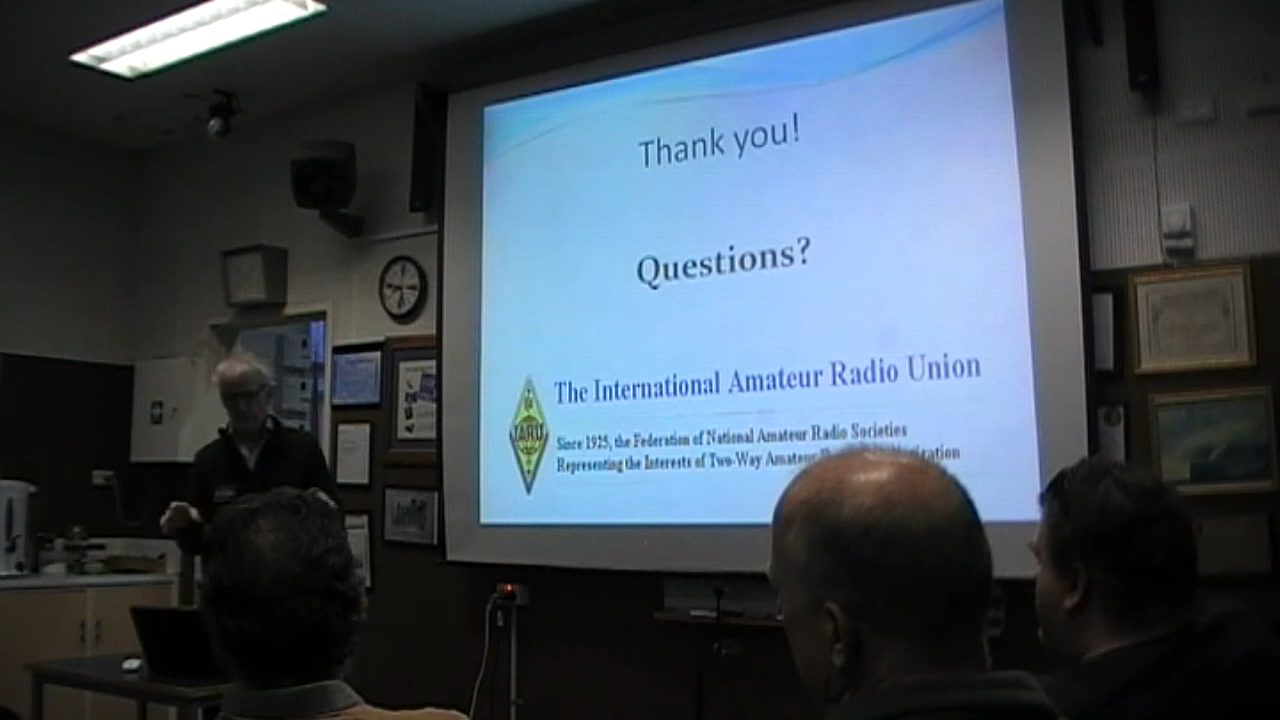 Thank you!
Questions?
The International Amateur Radio Union
IARU
Since 1925, the Federation of National Amateur Radio Societies
Representing the Interests of Two-Way Amateur